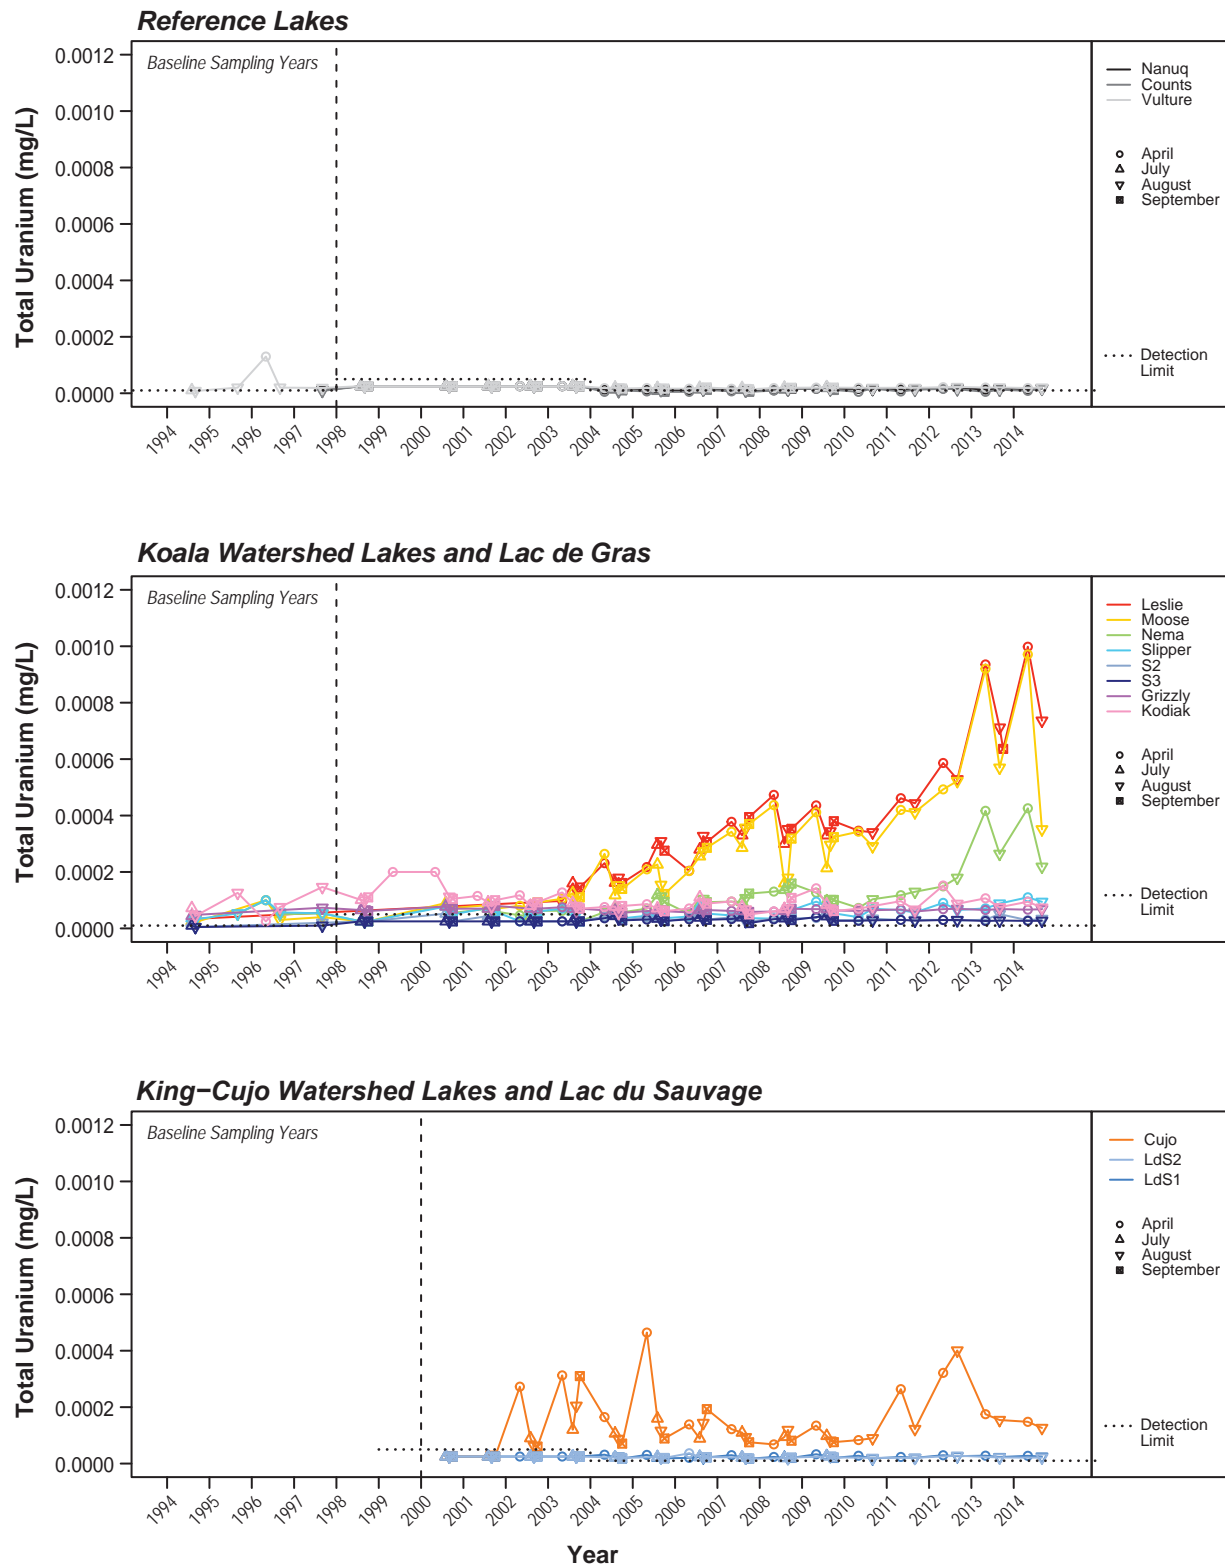 Reference Lakes
Total Uranium (mg/L)
0.0012
0.0010
0.0008
0.0006
0.0004
0.0002
0.0000
Baseline Sampling Years
Nanuq
Counts
Vulture
April
July
August
September
Detection
Limit
1994 1995 1996 1997 1998 1999 2000 2001 2002 2003 2004 2005 2006 2007 2008 2009 2010 2011 2012 2013 2014
Koala Watershed Lakes and Lac de Gras
Total Uranium (mg/L)
0.0012
0.0010
0.0008
0.0006
0.0004
0.0002
0.0000
Baseline Sampling Years
Leslie
Moose
Nema
Slipper
S2
S3
Grizzly
Kodiak
April
July
August
September
Detection
Limit
1994 1995 1996 1997 1998 1999 2000 2001 2002 2003 2004 2005 2006 2007 2008 2009 2010 2011 2012 2013 2014
King−Cujo Watershed Lakes and Lac du Sauvage
Total Uranium (mg/L)
0.0012
0.0010
0.0008
0.0006
0.0004
0.0002
0.0000
Baseline Sampling Years
Cujo
LdS2
LdS1
April
July
August
September
Detection
Limit
1994 1995 1996 1997 1998 1999 2000 2001 2002 2003 2004 2005 2006 2007 2008 2009 2010 2011 2012 2013 2014
Year